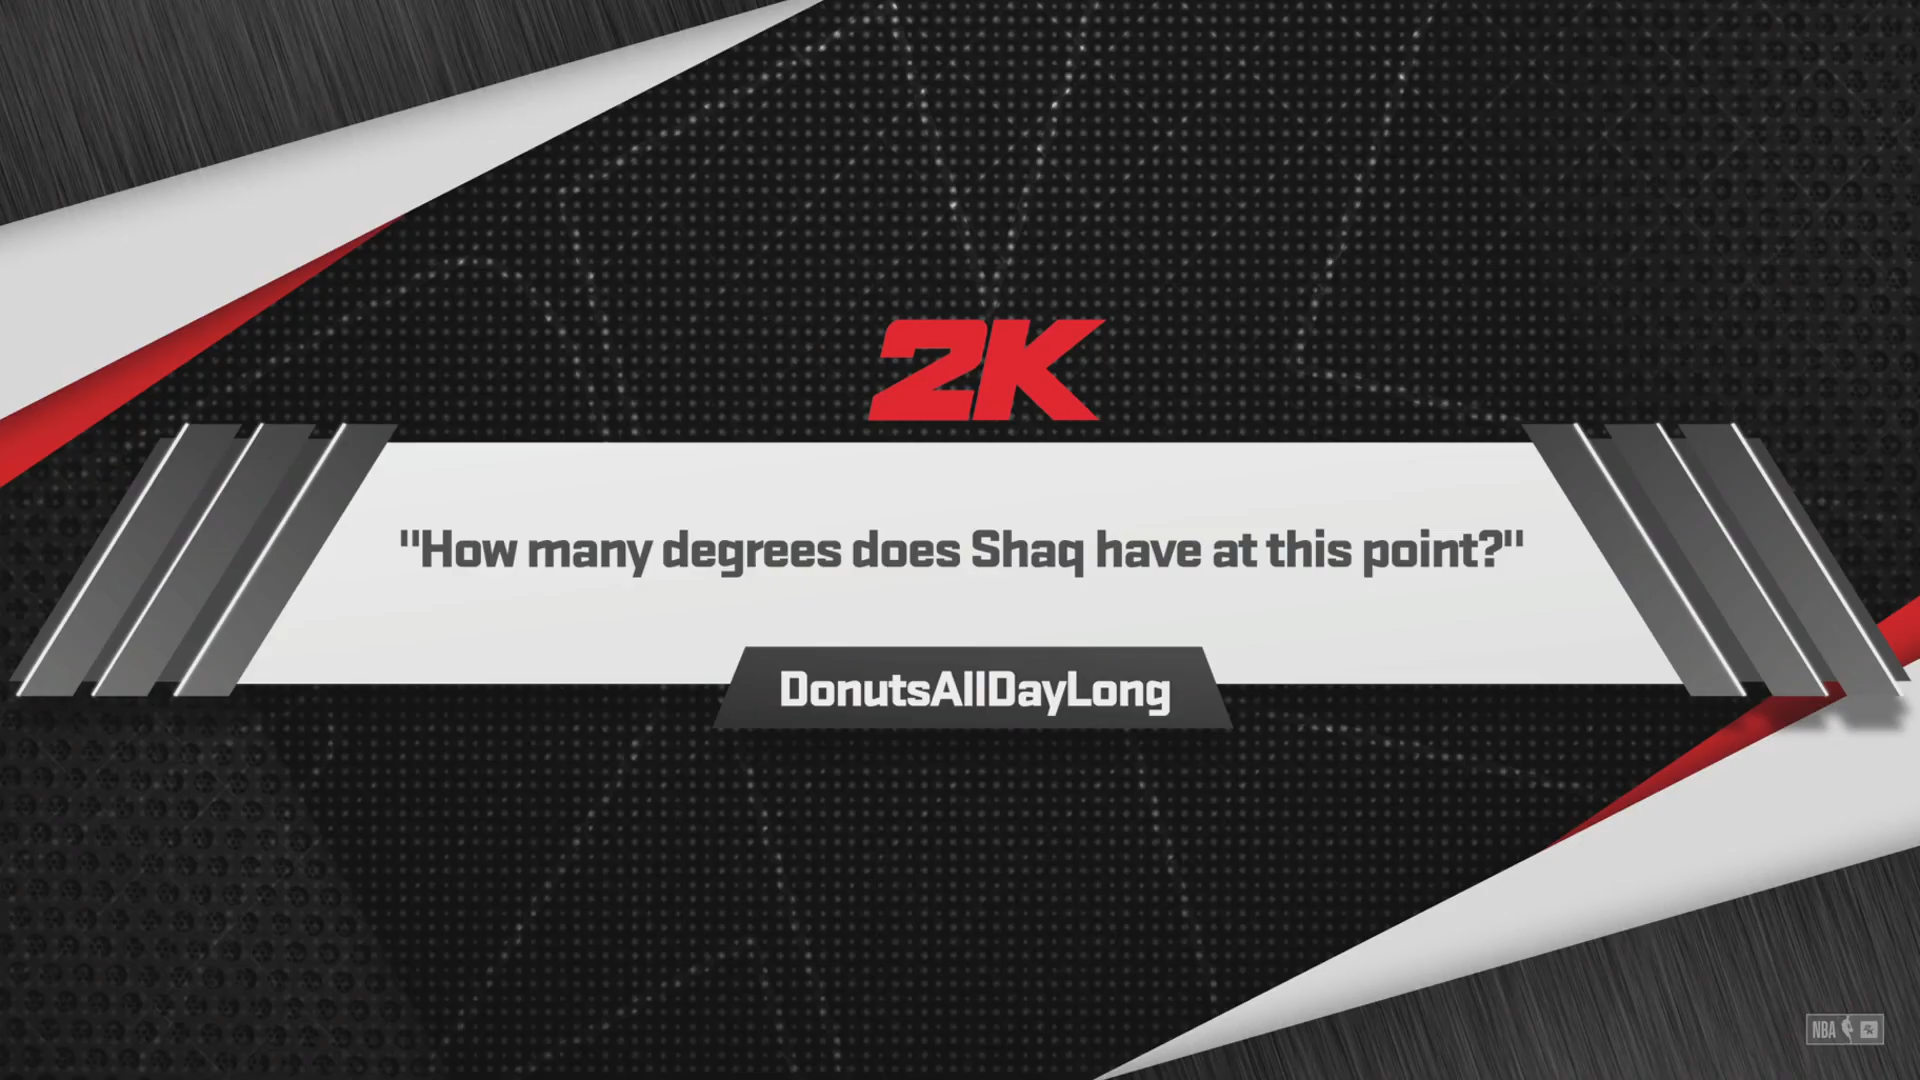 2K
"How many degrees does Shaq have at this point?"
DonutsAllDayLong
NBA